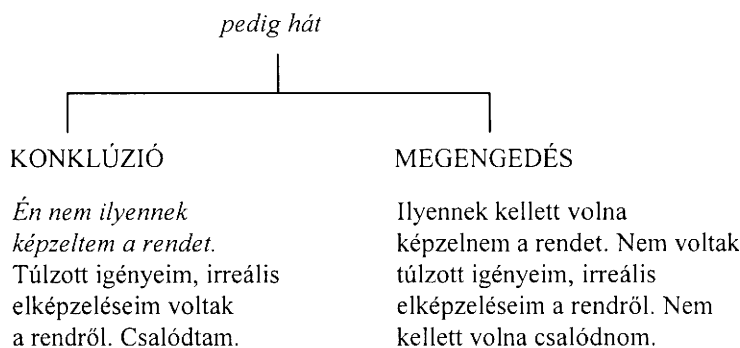 pedig hát
KONKLÚZIÓ
Én nem ilyennek
képzeltem a rendet.
Túlzott igényeim, irreális
elképzeléseim voltak
a rendről. Csalódtam.
MEGENGEDÉS
Ilyennek kellett volna
képzelnem a rendet. Nem voltak
túlzott igényeim, irreális
elképzeléseim a rendről. Nem
kellett volna csalódnom.